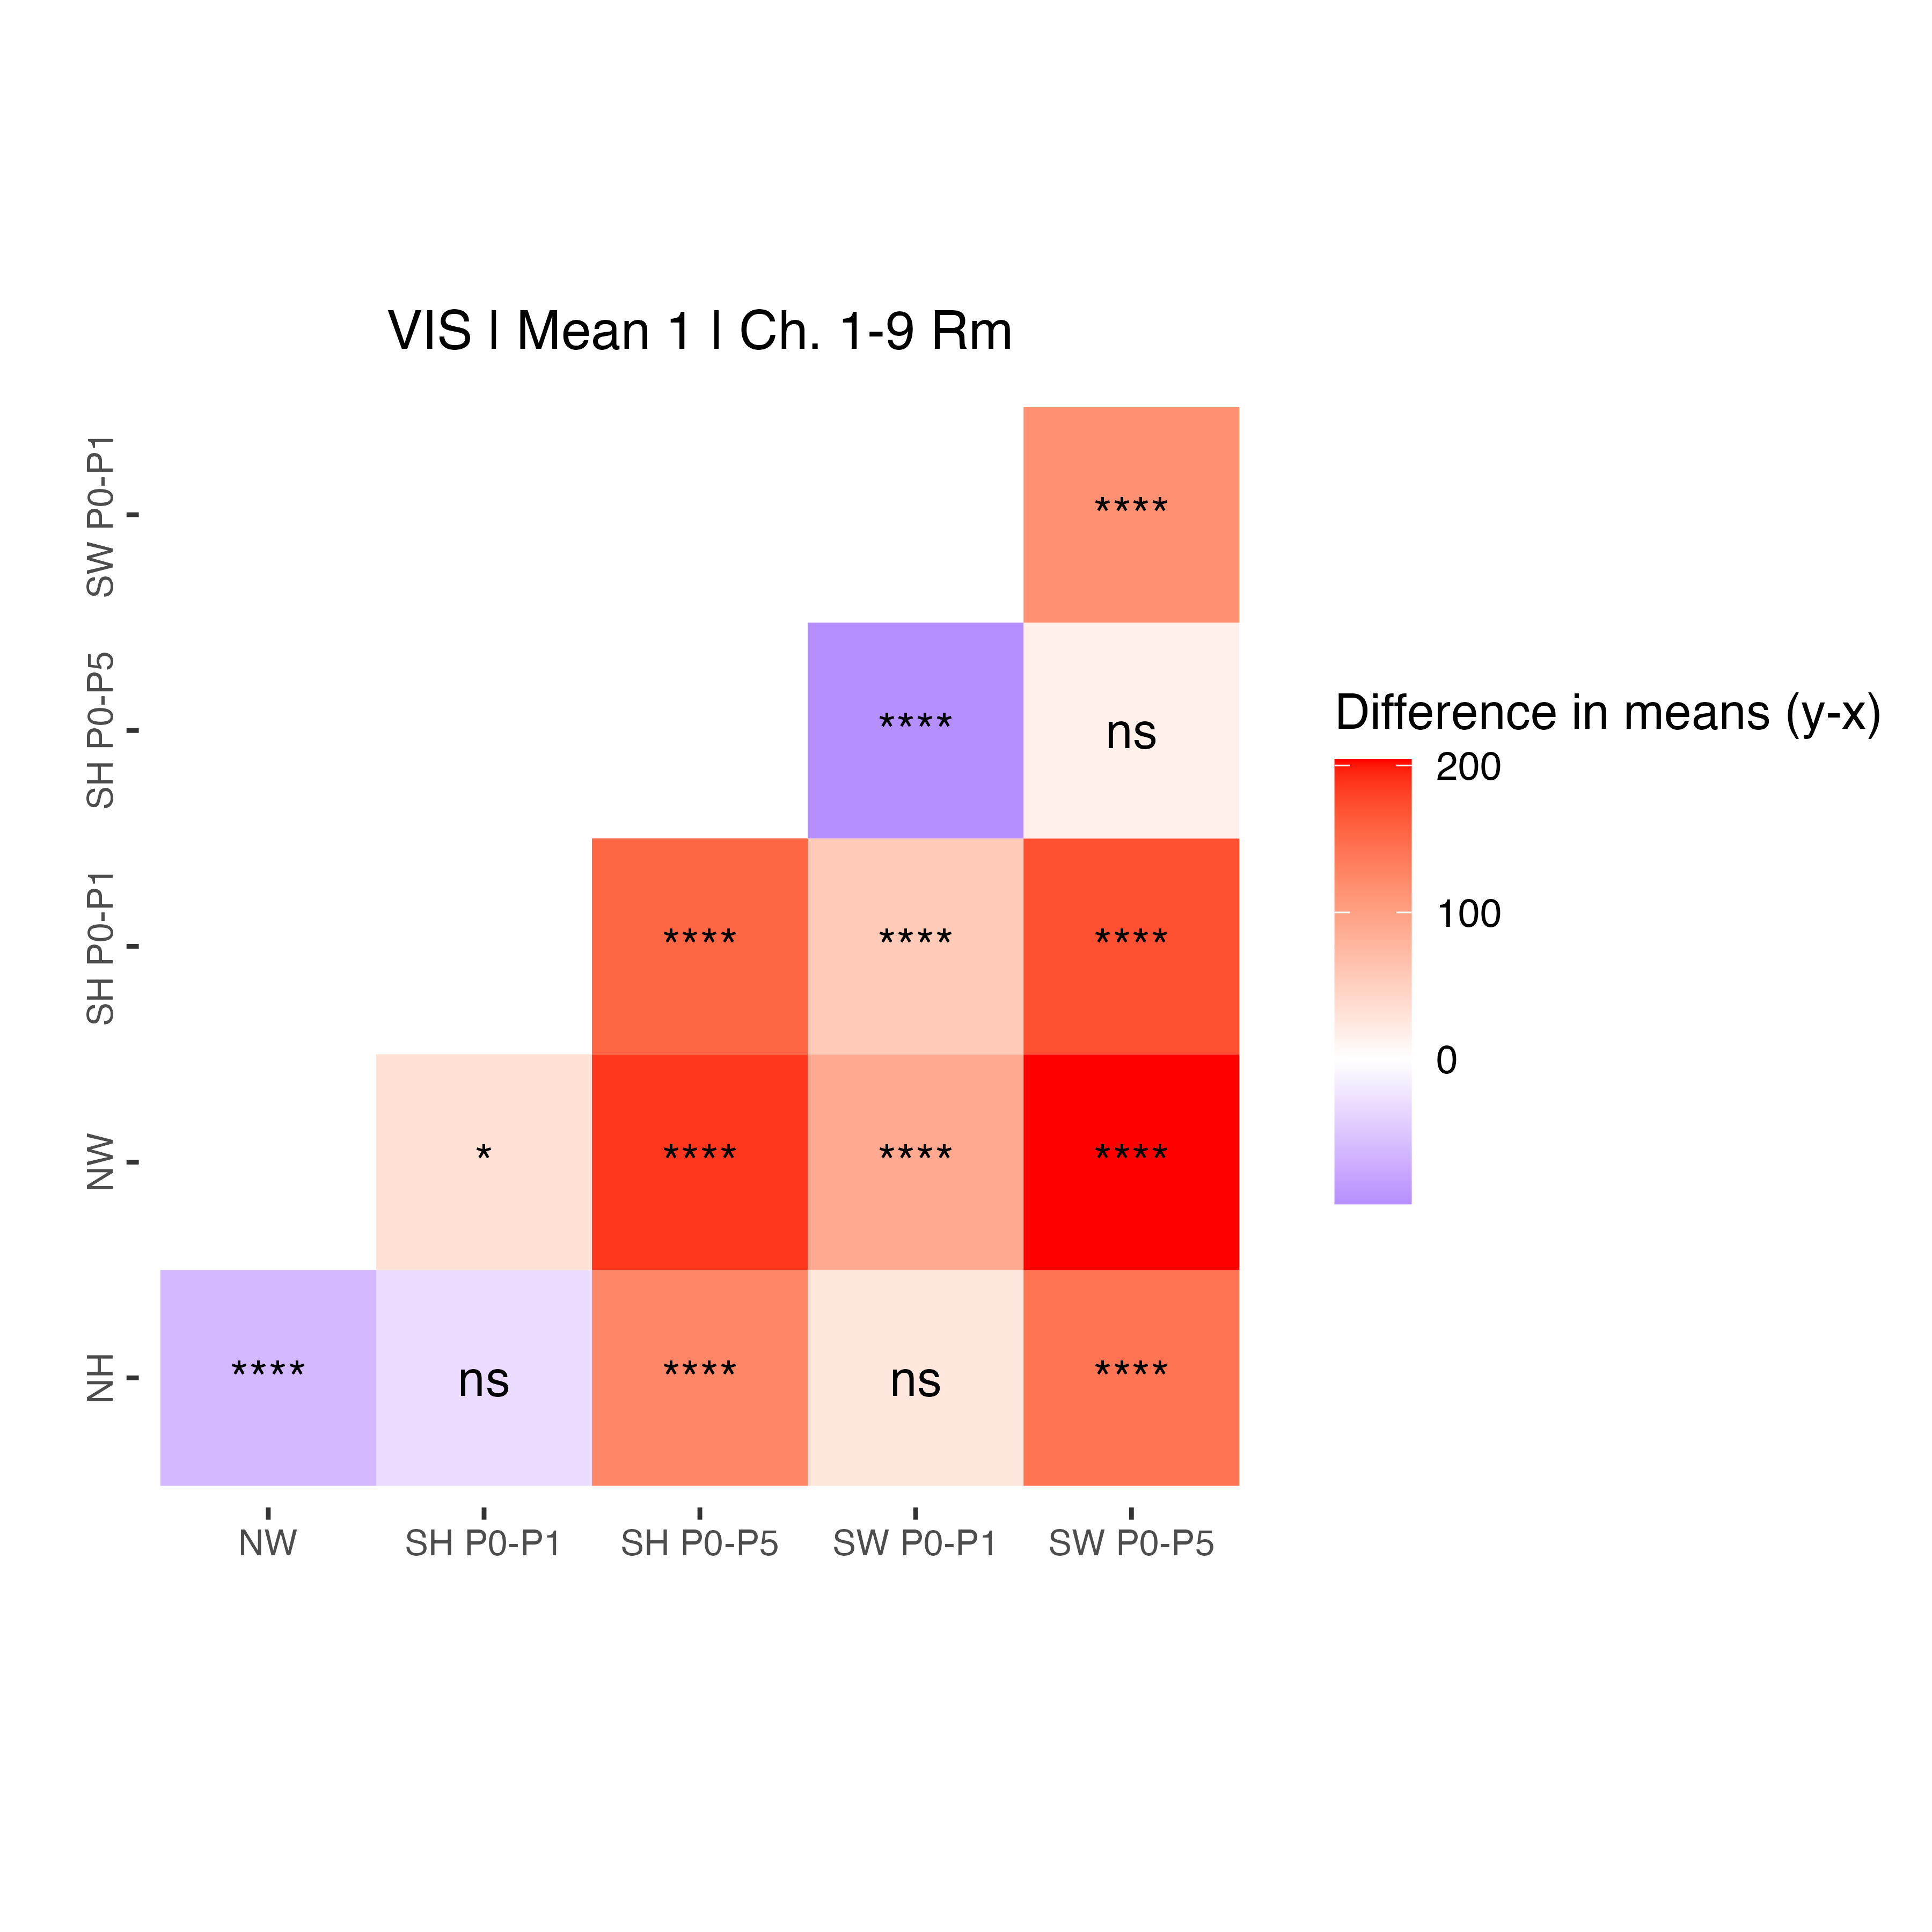 VIS | Mean 1 | Ch. 1-9 Rm
SW P0-P1
****
SH P0-P5
**** ns
SH P0-P1
**** **** ****
NW
* **** **** ****
NH
**** ns **** ns ****
NW SH P0-P1 SH P0-P5 SW P0-P1 SW P0-P5
Difference in means (y-x)
200
100
0